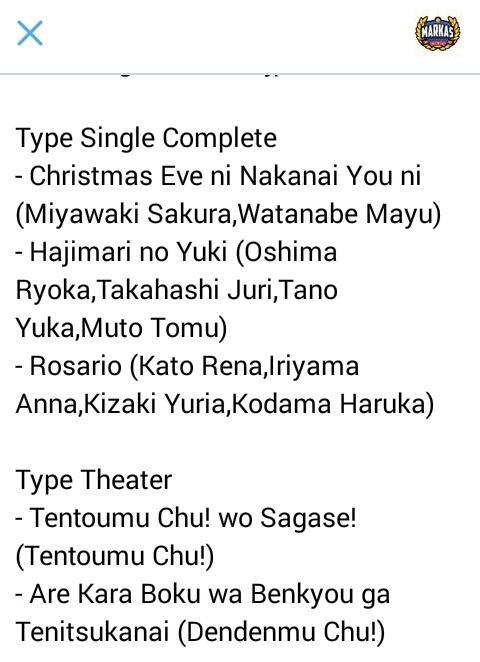 MARKAS
Type Single Complete
- Christmas Eve ni Nakanai You ni
(Miyawaki Sakura,Watanabe Mayu)
- Hajimari no Yuki (Oshima
Ryoka,Takahashi Juri,Tano
Yuka,Muto Tomu)
- Rosario (Kato Rena,Iriyama
Anna,Kizaki Yuria,Kodama Haruka)
Type Theater
- Tentoumu Chu! wo Sagase!
(Tentoumu Chu!)
- Are Kara Boku wa Benkyou ga
Tenitsukanai (Dendenmu Chu!)